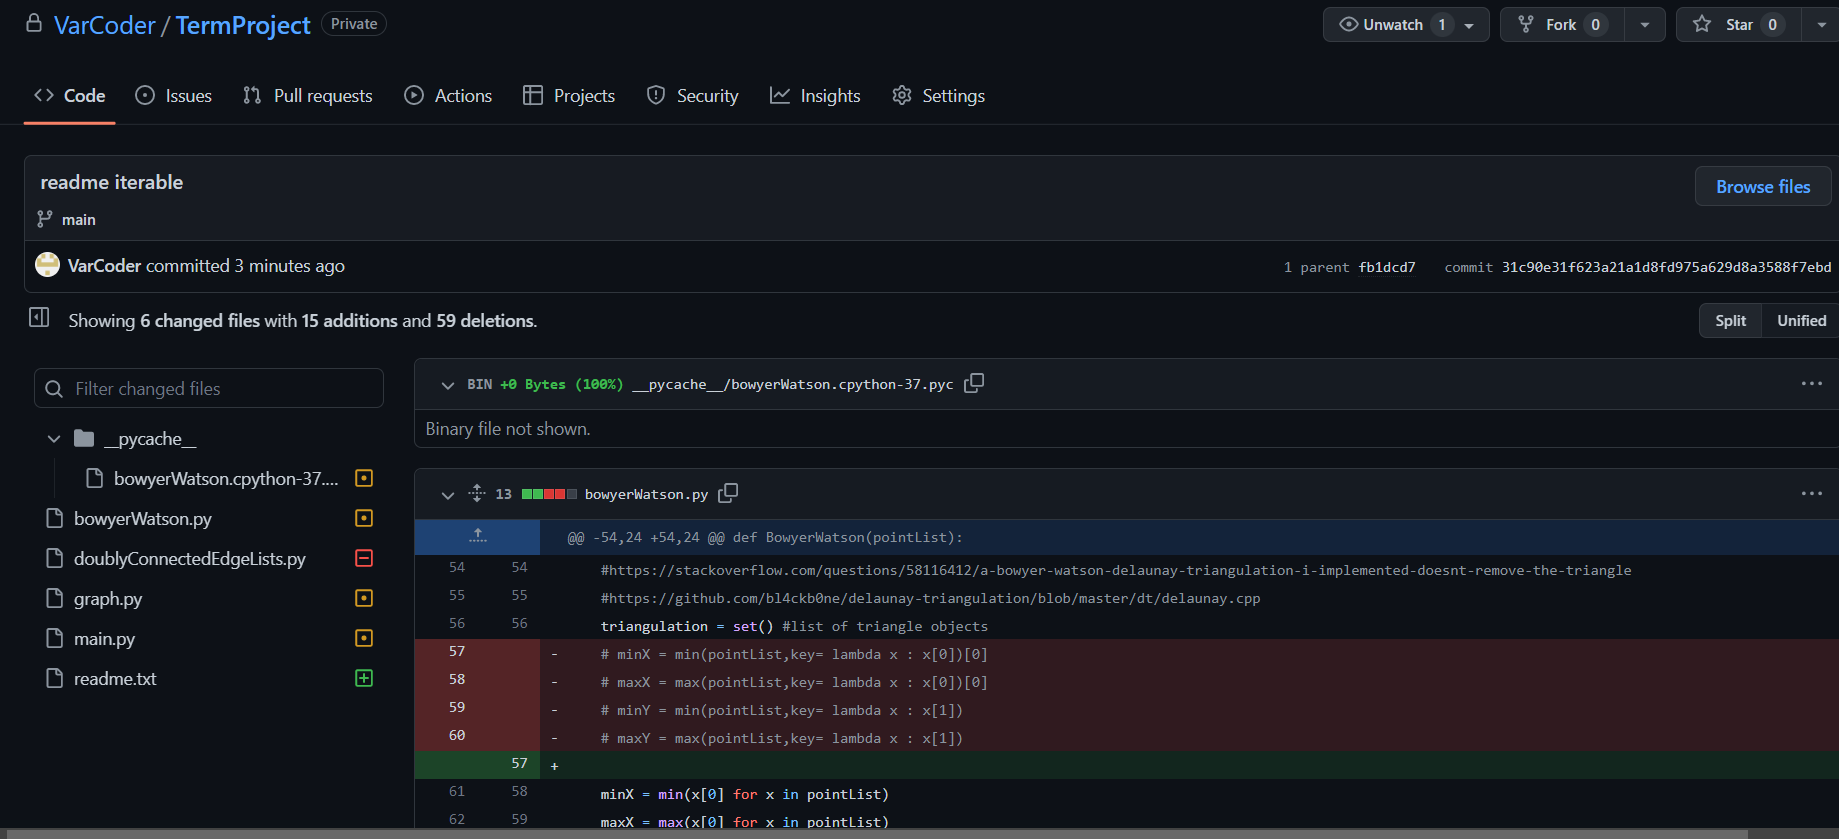 VarCoder / TermProject Private
Unwatch 1 Fork 0 Star 0
Code Issues Pull requests Actions Projects Security Insights Settings
readme iterable
Browse files
main
VarCoder committed 3 minutes ago
1 parent fb1dcd7 commit 31c90e31f623a21a1d8fd975a629d8a3588f7ebd
Showing 6 changed files with 15 additions and 59 deletions.
Split Unified
Filter changed files
__pycache__
bowyerWatson.cpython-37....
bowyerWatson.py
doublyConnectedEdgeLists.py
graph.py
main.py
readme.txt
BIN +0 Bytes (100%) __pycache__/bowyerWatson.cpython-37.pyc
Binary file not shown.
13 bowyerWatson.py
@@ -54,24 +54,24 @@ def BowyerWatson(pointList):
54 54 #https://stackoverflow.com/questions/58116412/a-bowyer-watson-delaunay-triangulation-i-implemented-doesnt-remove-the-triangle
55 55 #https://github.com/bl4ckb0ne/delaunay-triangulation/blob/master/dt/delaunay.cpp
56 56 triangulation = set() #list of triangle objects
57 - # minX = min(pointList,key= lambda x : x[0])[0]
58 - # maxX = max(pointList,key= lambda x : x[0])[0]
59 - # minY = min(pointList,key= lambda x : x[1])
60 - # maxY = max(pointList,key= lambda x : x[1])
57 +
61 58 minX = min(x[0] for x in pointList)
62 59 maxX = max(x[0] for x in pointList)